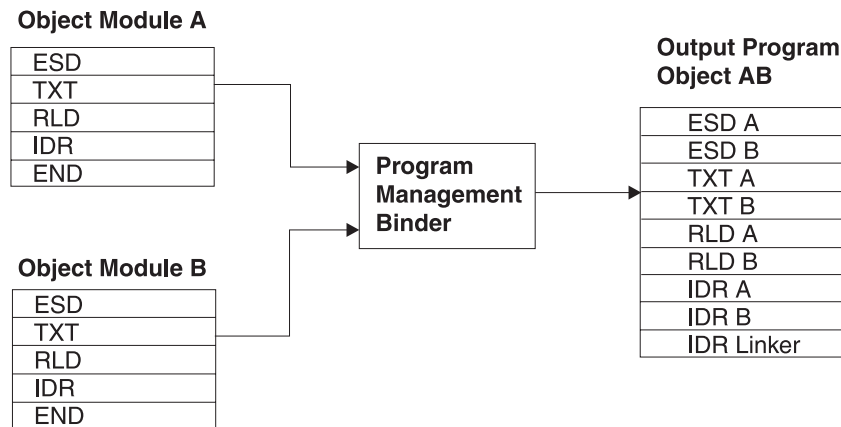 Object Module A
ESD
TXT
RLD
IDR
END
Object Module B
ESD
TXT
RLD
IDR
END
Program
Management
Binder
Output Program
Object AB
ESD A
ESD B
TXT A
TXT B
RLD A
RLD B
IDR A
IDR B
IDR Linker